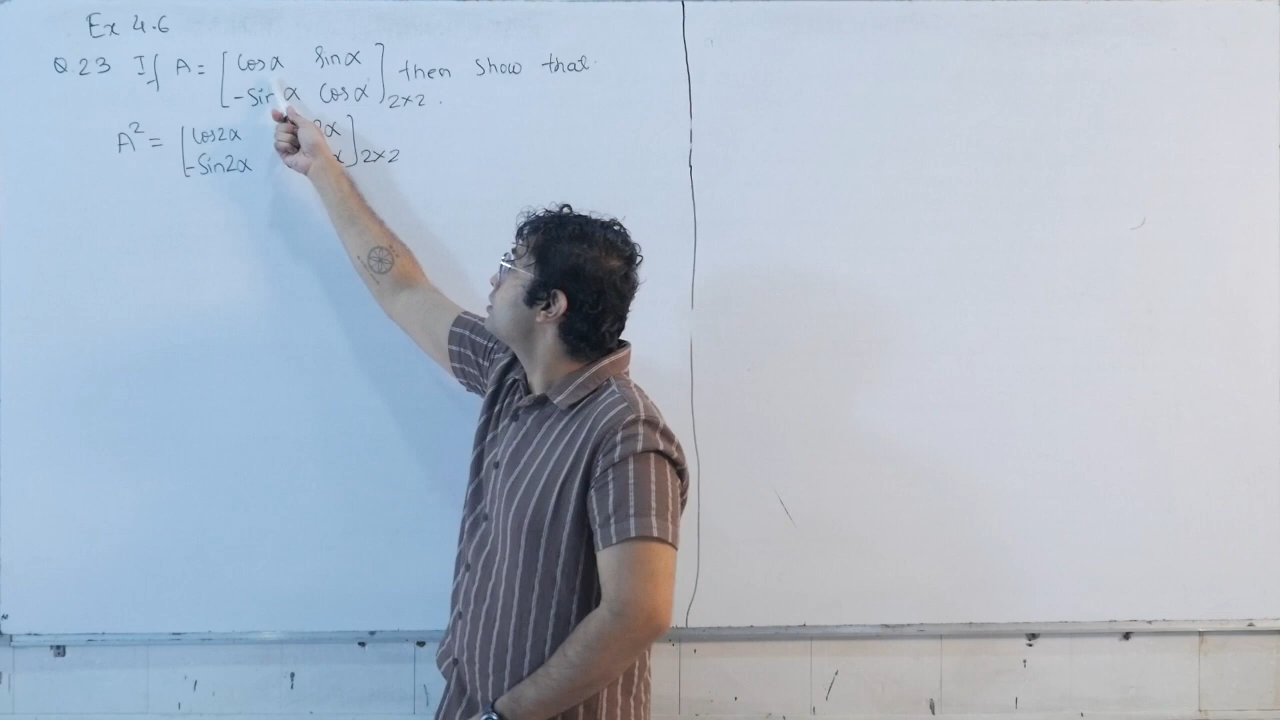 Ex 4.6
Q.23 If A = [cosα sinα] then show that
[-sinα cosα]2×2.
A² = [cos2α 2α]
[-sin2α α]2×2